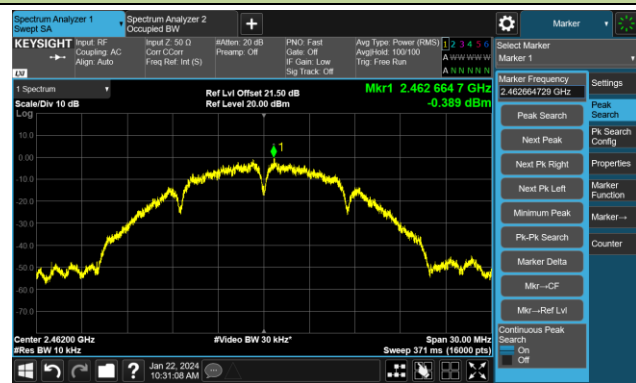 Spectrum Analyzer 1
Swept SA
Spectrum Analyzer 2
Occupied BW
+
Marker
KEYSIGHT
Input: RF
Coupling: AC
Align: Auto
Input Z: 50 Ω
Corr CCorr
Freq Ref: Int (S)
#Atten: 20 dB
Preamp: Off
PNO: Fast
Gate: Off
IF Gain: Low
Sig Track: Off
Avg Type: Power (RMS)
Avg|Hold: 100/100
Trig: Free Run
1 2 3 4 5 6
A WW WW W
A N N N N N
LXI
Select Marker
Marker 1
1 Spectrum
Scale/Div 10 dB
Log
Ref Lvl Offset 21.50 dB
Ref Level 20.00 dBm
Mkr1 2.462 664 7 GHz
-0.389 dBm
10.0
0.00
-10.0
-20.0
-30.0
-40.0
-50.0
-60.0
-70.0
1
Center 2.46200 GHz
#Res BW 10 kHz
#Video BW 30 kHz*
Span 30.00 MHz
Sweep 371 ms (16000 pts)
Marker Frequency
2.462664729 GHz
Peak Search
Next Peak
Next Pk Right
Next Pk Left
Minimum Peak
Pk-Pk Search
Marker Delta
Mkr→CF
Mkr→Ref Lvl
Continuous Peak
Search
On
Off
Settings
Peak
Search
Pk Search
Config
Properties
Marker
Function
Marker→
Counter
?
Jan 22, 2024
10:31:08 AM